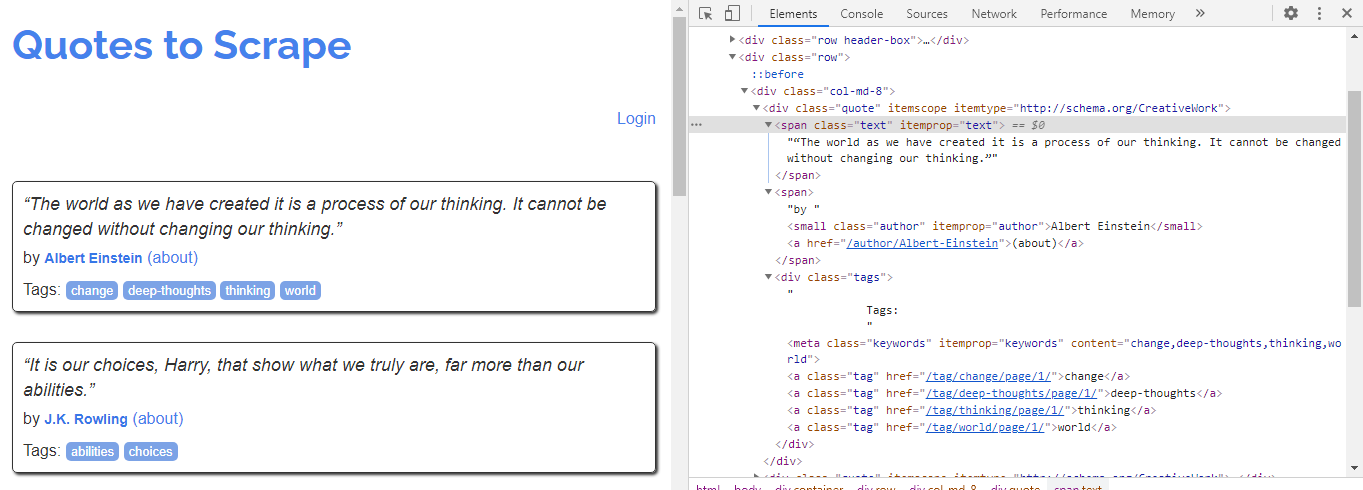 Quotes to Scrape
Login
“The world as we have created it is a process of our thinking. It cannot be
changed without changing our thinking.”
by Albert Einstein (about)
Tags: change deep-thoughts thinking world
“It is our choices, Harry, that show what we truly are, far more than our
abilities.”
by J.K. Rowling (about)
Tags: abilities choices
Elements Console Sources Network Performance Memory »
<div class="row header-box">…</div>
<div class="row">
::before
<div class="col-md-8">
<div class="quote" itemscope itemtype="http://schema.org/CreativeWork">
<span class="text" itemprop="text"> == $0
"“The world as we have created it is a process of our thinking. It cannot be changed
without changing our thinking.”"
</span>
<span>
"by "
<small class="author" itemprop="author">Albert Einstein</small>
<a href="/author/Albert-Einstein">(about)</a>
</span>
<div class="tags">
"
Tags:
"
<meta class="keywords" itemprop="keywords" content="change,deep-thoughts,thinking,wo
rld">
<a class="tag" href="/tag/change/page/1/">change</a>
<a class="tag" href="/tag/deep-thoughts/page/1/">deep-thoughts</a>
<a class="tag" href="/tag/thinking/page/1/">thinking</a>
<a class="tag" href="/tag/world/page/1/">world</a>
</div>
</div>
<div class="quote" itemscope itemtype="http://schema.org/CreativeWork">…</div>
html body div.container div.row div.col-md-8 div.quote span.text